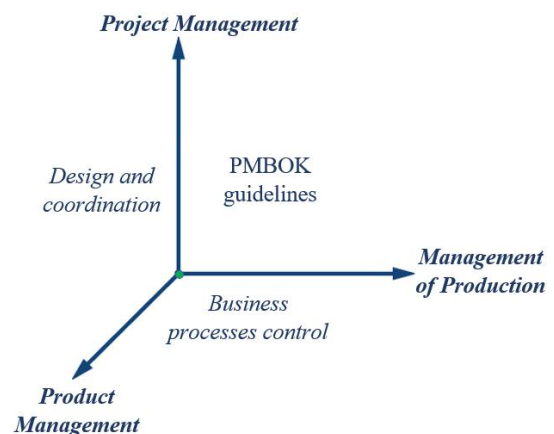 Project Management
Design and
coordination
PMBOK
guidelines
Management
of Production
Business
processes control
Product
Management